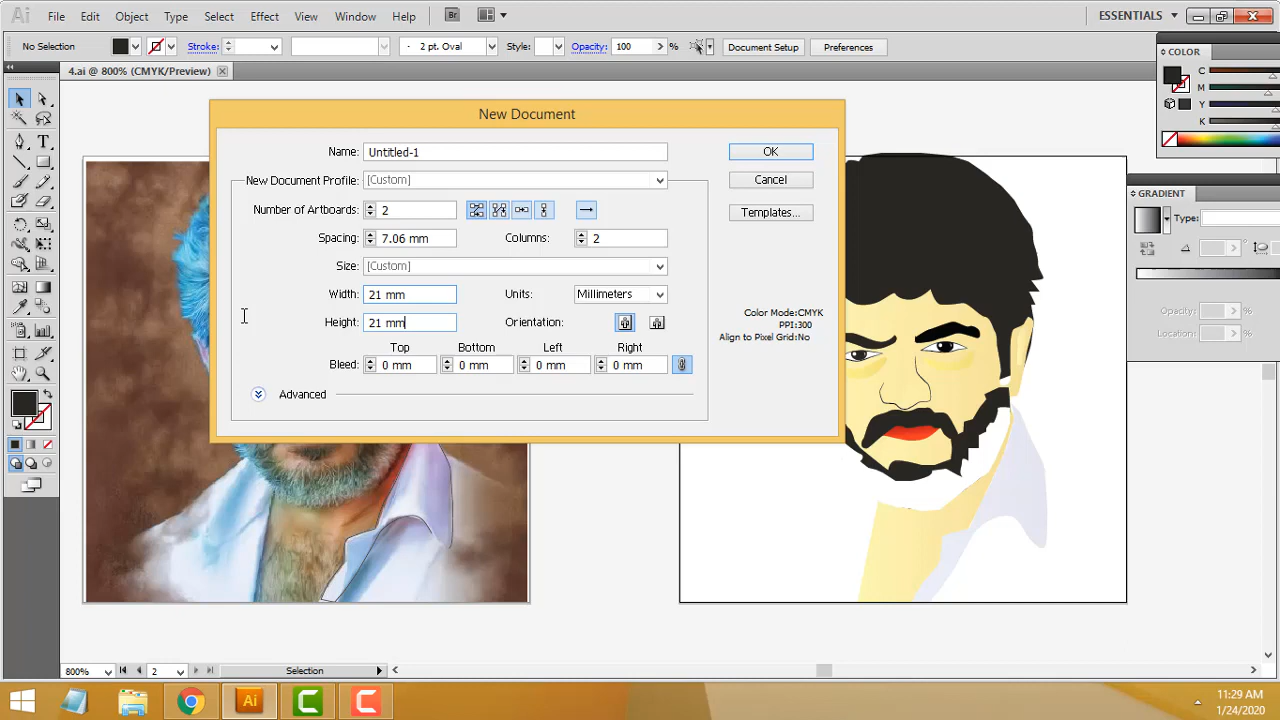 Ai File Edit Object Type Select Effect View Window Help Br ESSENTIALS
No Selection Stroke: 2 pt. Oval Style: Opacity: 100 % Document Setup Preferences
4.ai @ 800% (CMYK/Preview)
COLOR
C
M
Y
K
New Document
Name: Untitled-1 OK
New Document Profile: [Custom] Cancel
Number of Artboards: 2 Templates...
Spacing: 7.06 mm Columns: 2
Size: [Custom]
Width: 21 mm Units: Millimeters
Height: 21 mm Orientation:
Color Mode:CMYK
PPI:300
Align to Pixel Grid:No
Top Bottom Left Right
Bleed: 0 mm 0 mm 0 mm 0 mm
Advanced
GRADIENT
Type:
Opacity: %
Location:
800% 2 Selection
Ai
11:29 AM
1/24/2020